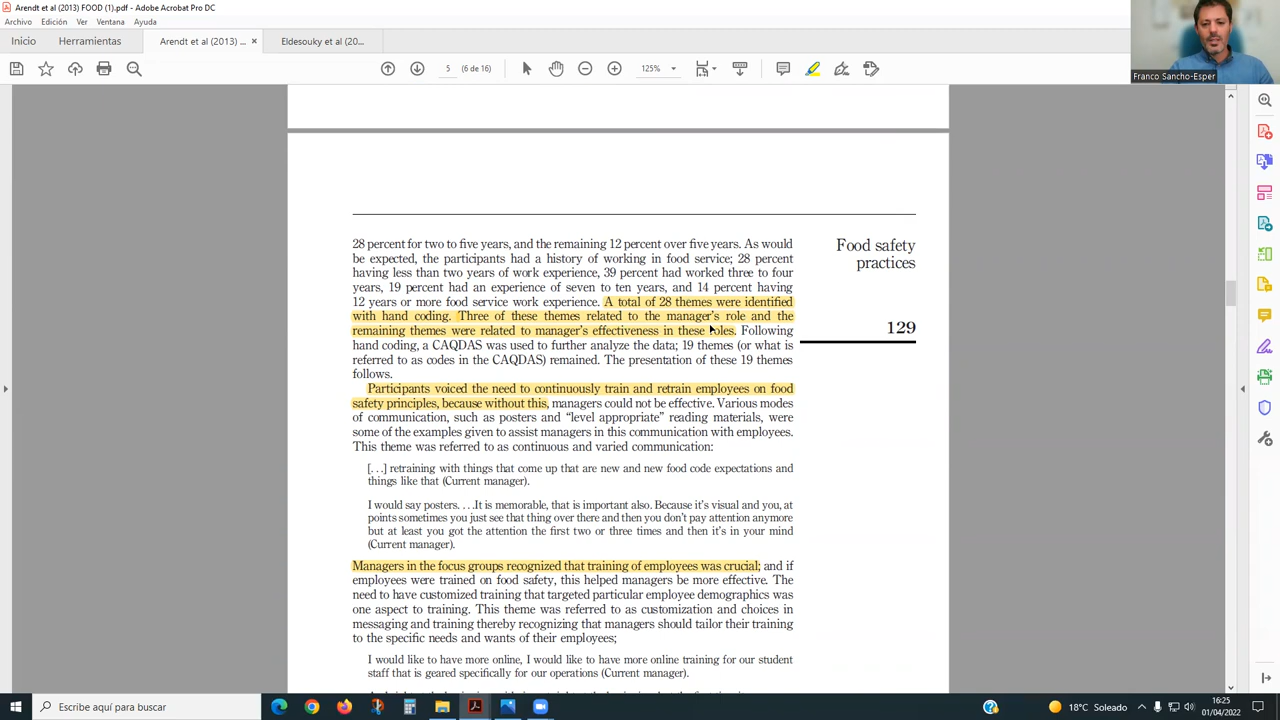 Arendt et al (2013) FOOD (1).pdf - Adobe Acrobat Pro DC
Archivo Edición Ver Ventana Ayuda
Inicio Herramientas Arendt et al (2013) ... × Eldesouky et al (20...
5 (6 de 16) 125%
Franco Sancho-Esper
28 percent for two to five years, and the remaining 12 percent over five years. As would
be expected, the participants had a history of working in food service; 28 percent
having less than two years of work experience, 39 percent had worked three to four
years, 19 percent had an experience of seven to ten years, and 14 percent having
12 years or more food service work experience. A total of 28 themes were identified
with hand coding. Three of these themes related to the manager's role and the
remaining themes were related to manager's effectiveness in these roles. Following
hand coding, a CAQDAS was used to further analyze the data; 19 themes (or what is
referred to as codes in the CAQDAS) remained. The presentation of these 19 themes
follows.
Food safety
practices
129
Participants voiced the need to continuously train and retrain employees on food
safety principles, because without this, managers could not be effective. Various modes
of communication, such as posters and “level appropriate” reading materials, were
some of the examples given to assist managers in this communication with employees.
This theme was referred to as continuous and varied communication:
[. . .] retraining with things that come up that are new and new food code expectations and
things like that (Current manager).
I would say posters. . . .It is memorable, that is important also. Because it's visual and you, at
points sometimes you just see that thing over there and then you don't pay attention anymore
but at least you got the attention the first two or three times and then it's in your mind
(Current manager).
Managers in the focus groups recognized that training of employees was crucial; and if
employees were trained on food safety, this helped managers be more effective. The
need to have customized training that targeted particular employee demographics was
one aspect to training. This theme was referred to as customization and choices in
messaging and training thereby recognizing that managers should tailor their training
to the specific needs and wants of their employees;
I would like to have more online, I would like to have more online training for our student
staff that is geared specifically for our operations (Current manager).
Escribe aquí para buscar
18°C Soleado
16:25
01/04/2022